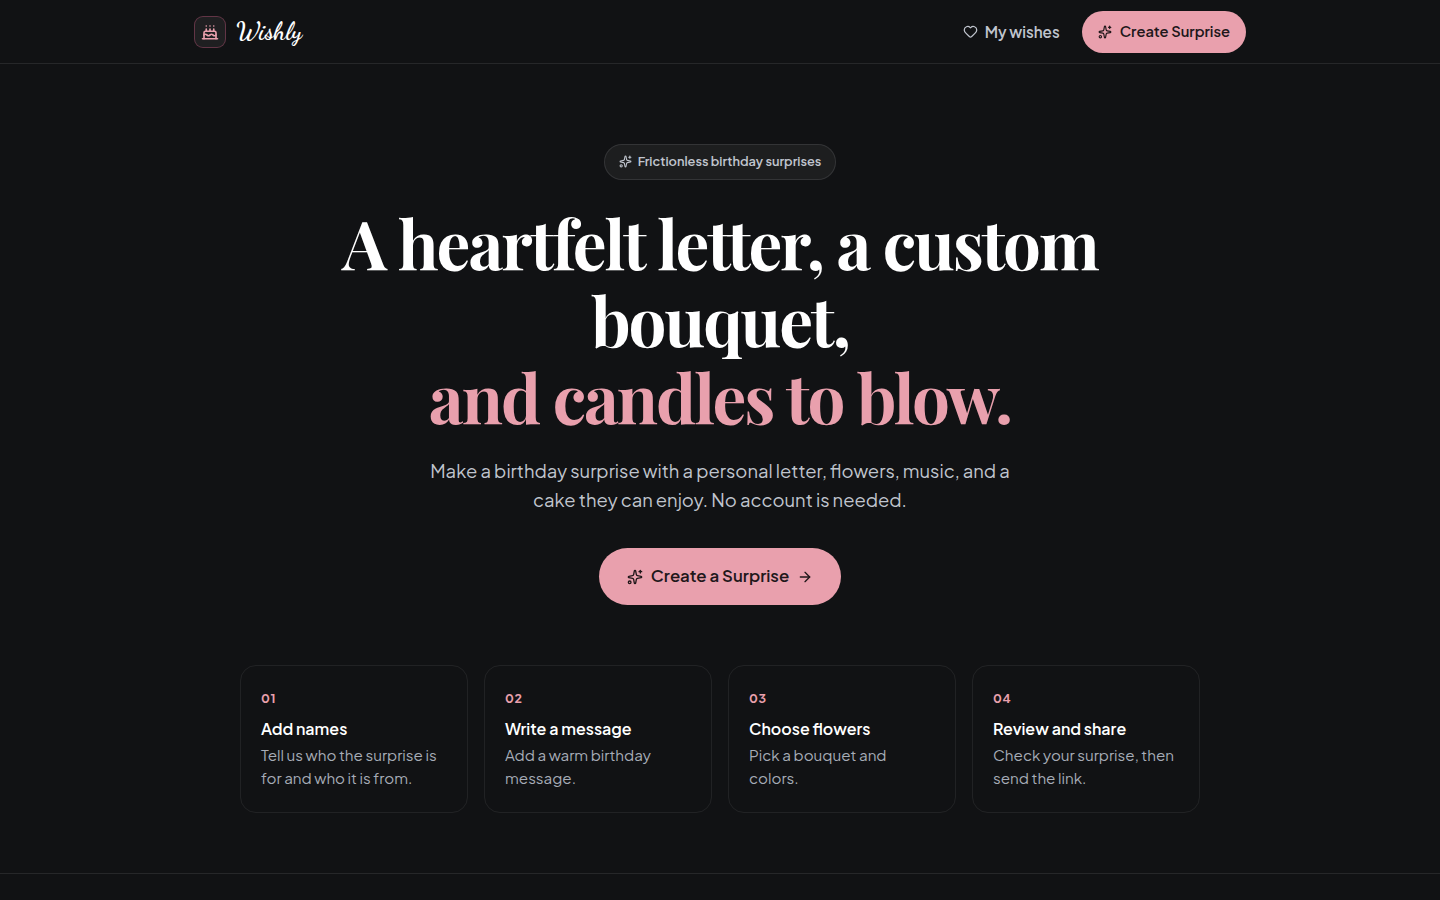 Wishly
My wishes
Create Surprise
Frictionless birthday surprises
A heartfelt letter, a custom
bouquet,
and candles to blow.
Make a birthday surprise with a personal letter, flowers, music, and a
cake they can enjoy. No account is needed.
Create a Surprise
01
Add names
Tell us who the surprise is
for and who it is from.
02
Write a message
Add a warm birthday
message.
03
Choose flowers
Pick a bouquet and
colors.
04
Review and share
Check your surprise, then
send the link.